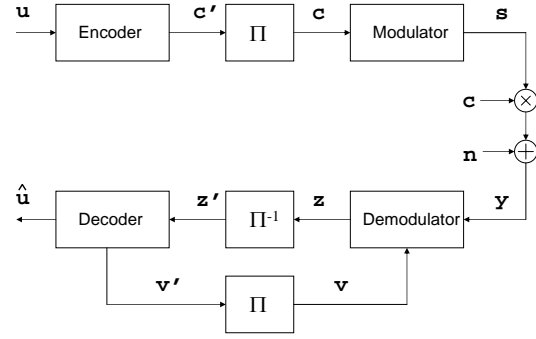 u c' c s
Encoder Π Modulator
c ×
n +
û z' z y
Decoder Π⁻¹ Demodulator
v' v
Π